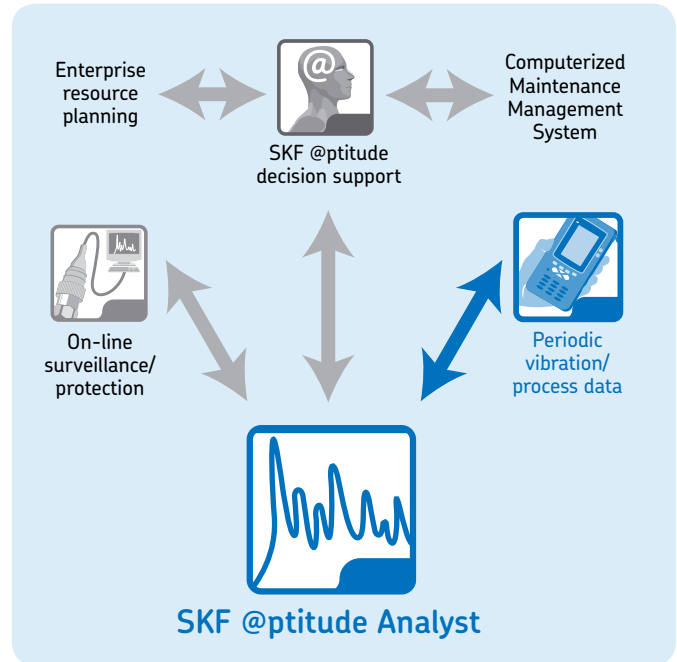 Enterprise
resource
planning
@
SKF @ptitude
decision support
Computerized
Maintenance
Management
System
On-line
surveillance/
protection
Periodic
vibration/
process data
SKF @ptitude Analyst